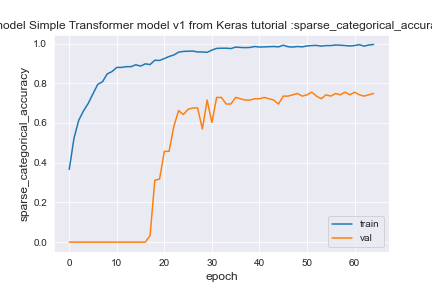 model Simple Transformer model v1 from Keras tutorial :sparse_categorical_accura
sparse_categorical_accuracy
1.0
0.8
0.6
0.4
0.2
0.0
0 10 20 30 40 50 60
epoch
train
val